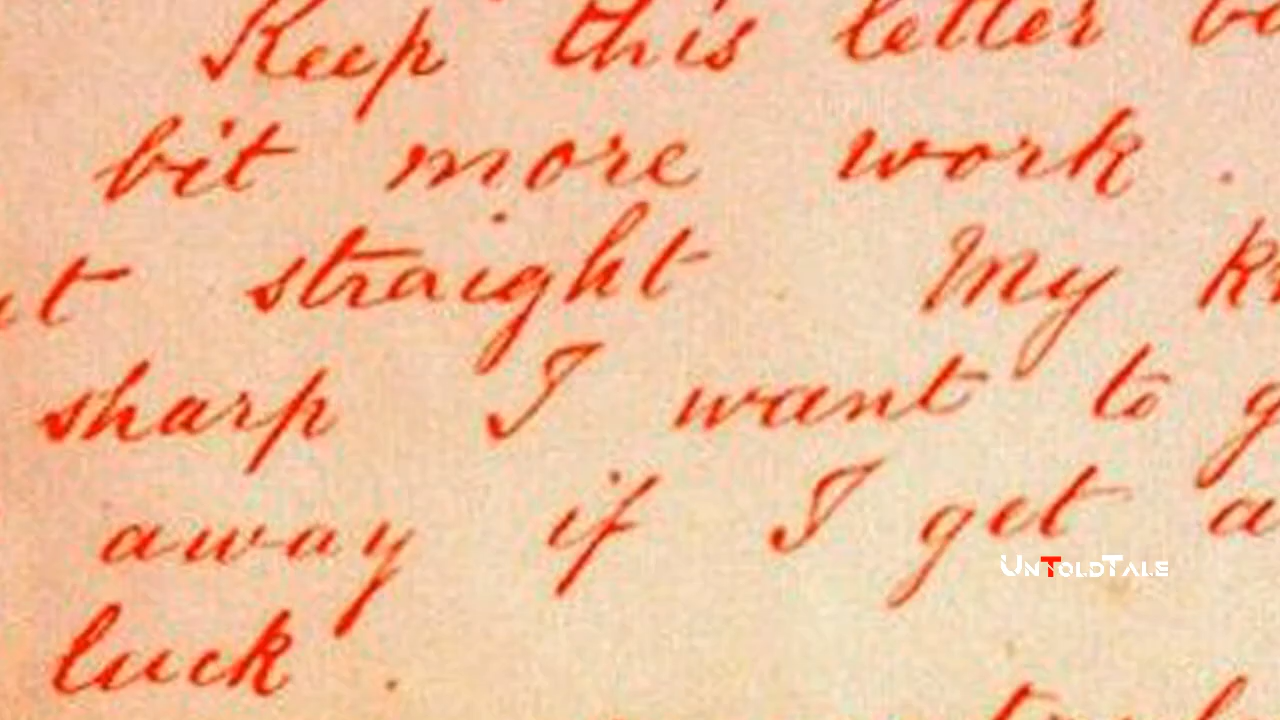 Keep this letter
bit more work.
straight My
sharp I want to
away if I get a
UNTOLDTALE
luck.